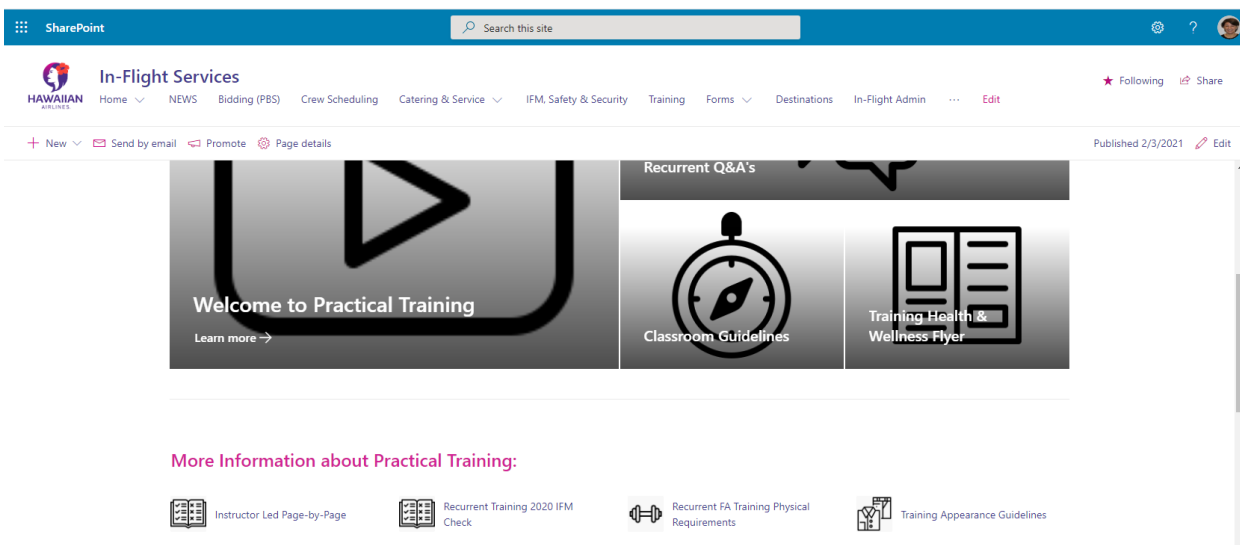 SharePoint
Search this site
?
In-Flight Services
HAWAIIAN
AIRLINES
Home NEWS Bidding (PBS) Crew Scheduling Catering & Service IFM, Safety & Security Training Forms Destinations In-Flight Admin ... Edit
Following Share
+ New Send by email Promote Page details
Published 2/3/2021 Edit
Recurrent Q&A's
Welcome to Practical Training
Learn more →
Classroom Guidelines
Training Health &
Wellness Flyer
More Information about Practical Training:
Instructor Led Page-by-Page
Recurrent Training 2020 IFM
Check
Recurrent FA Training Physical
Requirements
Training Appearance Guidelines